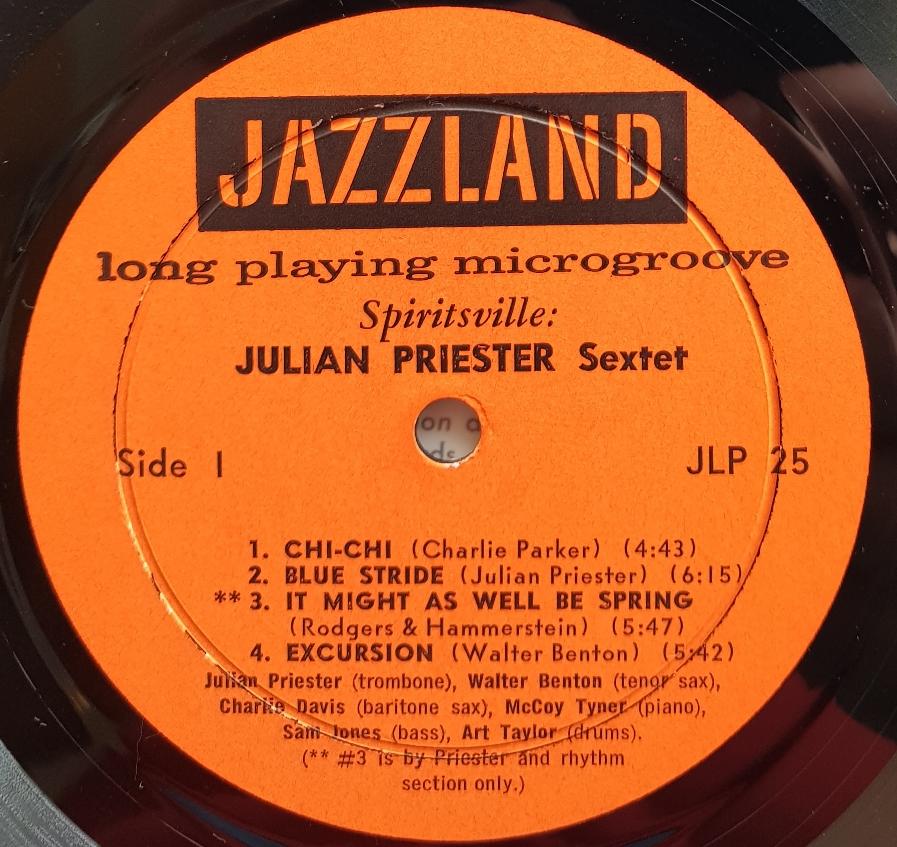 JAZZLAND
long playing microgroove
Spiritsville:
JULIAN PRIESTER Sextet
on
ds
Side 1
JLP 25
1. CHI-CHI (Charlie Parker) (4:43)
2. BLUE STRIDE (Julian Priester) (6:15)
** 3. IT MIGHT AS WELL BE SPRING
(Rodgers & Hammerstein) (5:47)
4. EXCURSION (Walter Benton) (5:42)
Julian Priester (trombone), Walter Benton (tenor sax),
Charlie Davis (baritone sax), McCoy Tyner (piano),
Sam Jones (bass), Art Taylor (drums).
(** #3 is by Priester and rhythm
section only.)